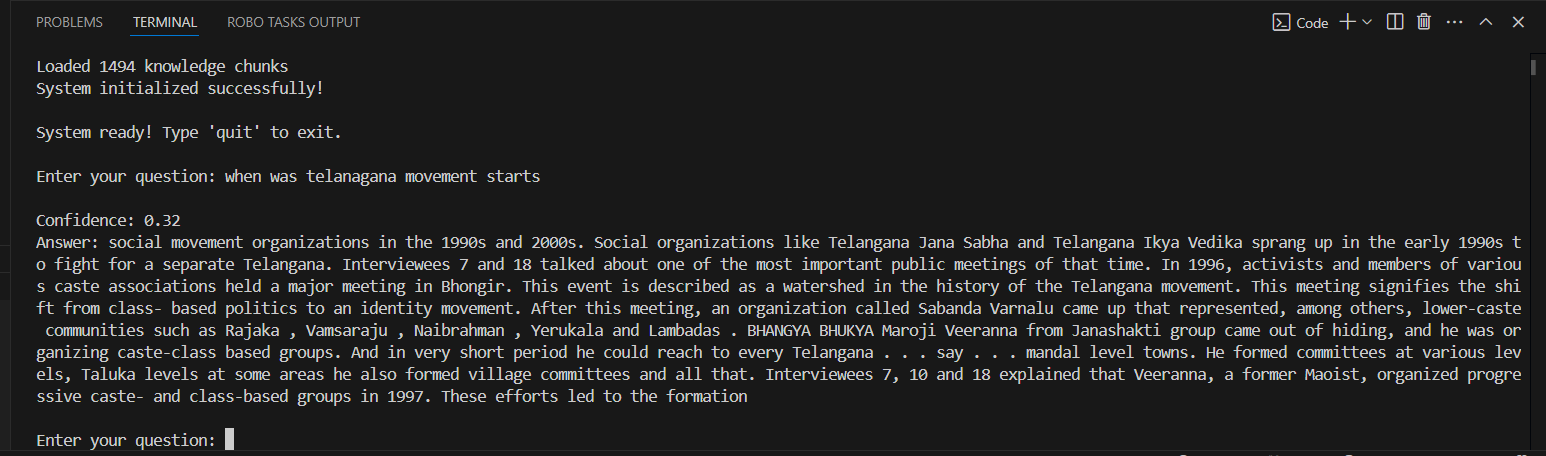 PROBLEMS TERMINAL ROBO TASKS OUTPUT Code
Loaded 1494 knowledge chunks
System initialized successfully!
System ready! Type 'quit' to exit.
Enter your question: when was telanagana movement starts
Confidence: 0.32
Answer: social movement organizations in the 1990s and 2000s. Social organizations like Telangana Jana Sabha and Telangana Ikya Vedika sprang up in the early 1990s t
o fight for a separate Telangana. Interviewees 7 and 18 talked about one of the most important public meetings of that time. In 1996, activists and members of variou
s caste associations held a major meeting in Bhongir. This event is described as a watershed in the history of the Telangana movement. This meeting signifies the shi
ft from class- based politics to an identity movement. After this meeting, an organization called Sabanda Varnalu came up that represented, among others, lower-caste
 communities such as Rajaka , Vamsaraju , Naibrahman , Yerukala and Lambadas . BHANGYA BHUKYA Maroji Veeranna from Janashakti group came out of hiding, and he was or
ganizing caste-class based groups. And in very short period he could reach to every Telangana . . . say . . . mandal level towns. He formed committees at various lev
els, Taluka levels at some areas he also formed village committees and all that. Interviewees 7, 10 and 18 explained that Veeranna, a former Maoist, organized progre
ssive caste- and class-based groups in 1997. These efforts led to the formation
Enter your question: